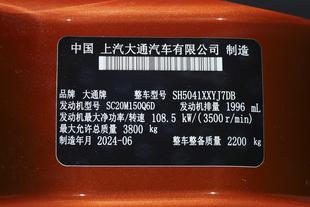 中国 上汽大通汽车有限公司 制造
品牌 大通牌 整车型号 SH5041XXYJ7DB
发动机型号 SC20M150Q6D 发动机排量 1996 mL
发动机最大净功率/转速 108.5 kW/(3500r/min)
最大允许总质量 3800 kg
制造年月 2024-06 整车整备质量 2200 kg